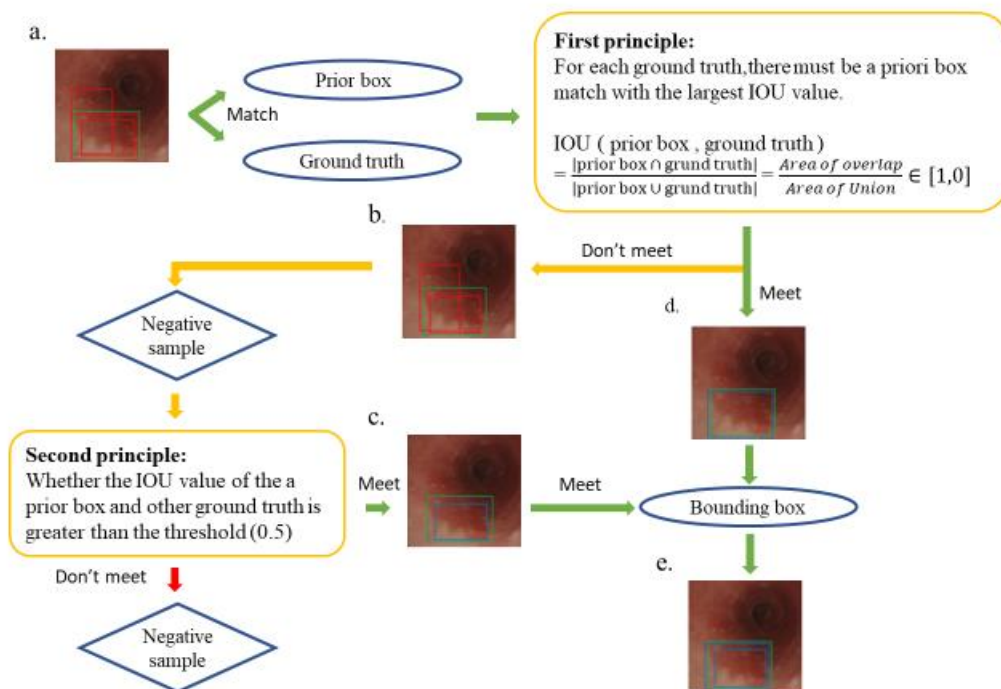 a.
Prior box
Match
Ground truth
First principle:
For each ground truth,there must be a priori box
match with the largest IOU value.
IOU ( prior box , ground truth )
= |prior box ∩ grund truth| / |prior box ∪ grund truth| = Area of overlap / Area of Union ∈ [1,0]
b.
Don't meet
Meet
Negative
sample
d.
c.
Second principle:
Whether the IOU value of the a
prior box and other ground truth is
greater than the threshold (0.5)
Meet
Meet
Bounding box
Don't meet
e.
Negative
sample